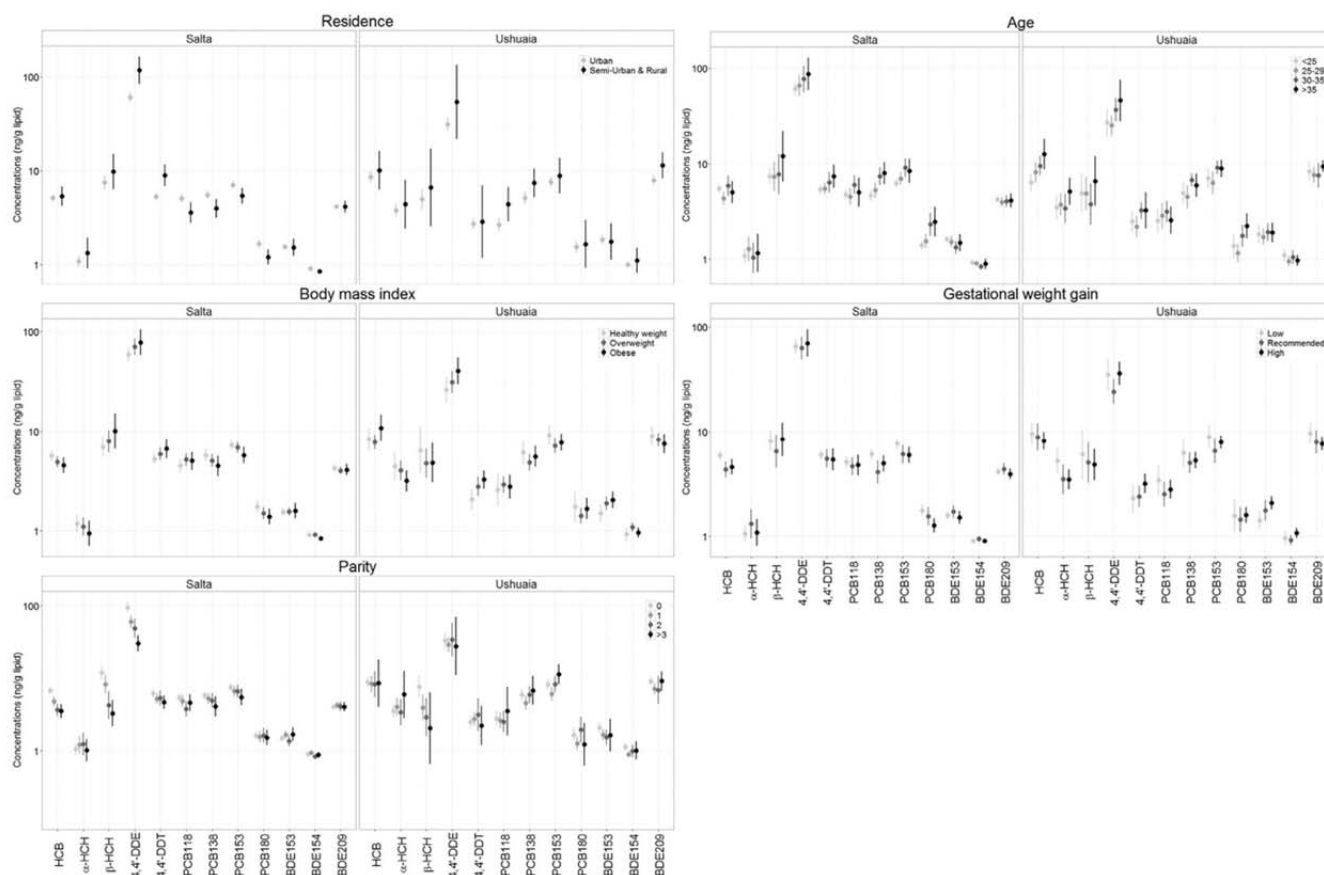 Residence
Salta
Ushuaia
Urban
Semi-Urban & Rural
Concentrations (ng/g lipid)
100
10
1
Age
Salta
Ushuaia
<25
25-29
30-35
>35
Concentrations (ng/g lipid)
100
10
1
Body mass index
Salta
Ushuaia
Healthy weight
Overweight
Obese
Concentrations (ng/g lipid)
100
10
1
Gestational weight gain
Salta
Ushuaia
Low
Recommended
High
Concentrations (ng/g lipid)
100
10
1
HCB
α-HCH
β-HCH
4,4'-DDE
4,4'-DDT
PCB118
PCB138
PCB153
PCB180
BDE153
BDE154
BDE209
HCB
α-HCH
β-HCH
4,4'-DDE
4,4'-DDT
PCB118
PCB138
PCB153
PCB180
BDE153
BDE154
BDE209
Parity
Salta
Ushuaia
0
1
2
>3
Concentrations (ng/g lipid)
100
1
HCB
α-HCH
β-HCH
4,4'-DDE
4,4'-DDT
PCB118
PCB138
PCB153
PCB180
BDE153
BDE154
BDE209
HCB
α-HCH
β-HCH
4,4'-DDE
4,4'-DDT
PCB118
PCB138
PCB153
PCB180
BDE153
BDE154
BDE209